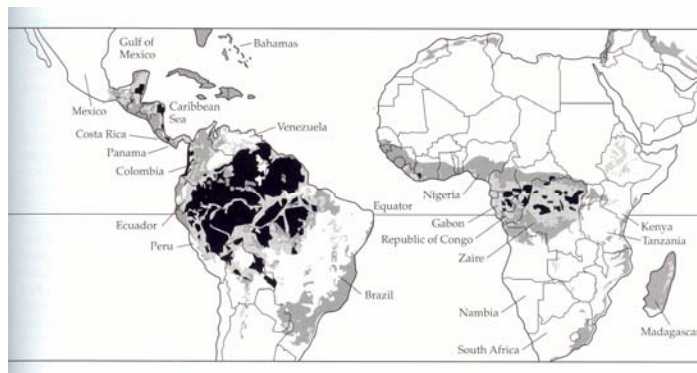 Gulf of
Mexico
Bahamas
Mexico
Caribbean
Sea
Costa Rica
Panama
Colombia
Venezuela
Ecuador
Peru
Brazil
Equator
Nigeria
Gabon
Republic of Congo
Zaire
Kenya
Tanzania
Nambia
South Africa
Madagascar